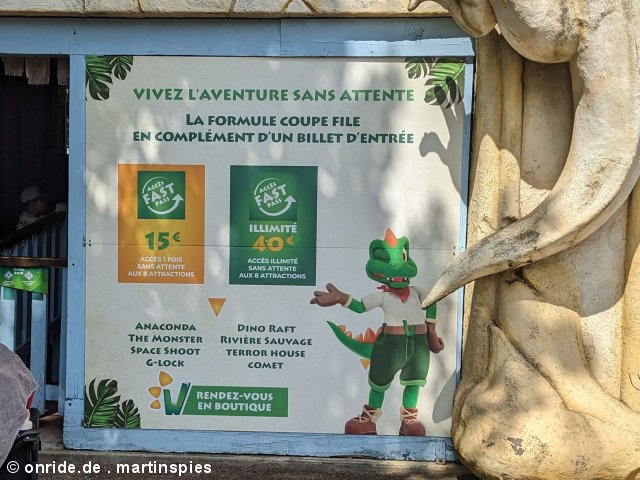 VIVEZ L'AVENTURE SANS ATTENTE
LA FORMULE COUPE FILE
EN COMPLÉMENT D'UN BILLET D'ENTRÉE
ACCÈS
FAST
PASS
15€
ACCÈS 1 FOIS
SANS ATTENTE
AUX 8 ATTRACTIONS
ACCÈS
FAST
PASS
ILLIMITÉ
40€
ACCÈS ILLIMITÉ
SANS ATTENTE
AUX 8 ATTRACTIONS
ANACONDA
THE MONSTER
SPACE SHOOT
G-LOCK
DINO RAFT
RIVIÈRE SAUVAGE
TERROR HOUSE
COMET
W
RENDEZ-VOUS
EN BOUTIQUE
© onride.de . martinspies